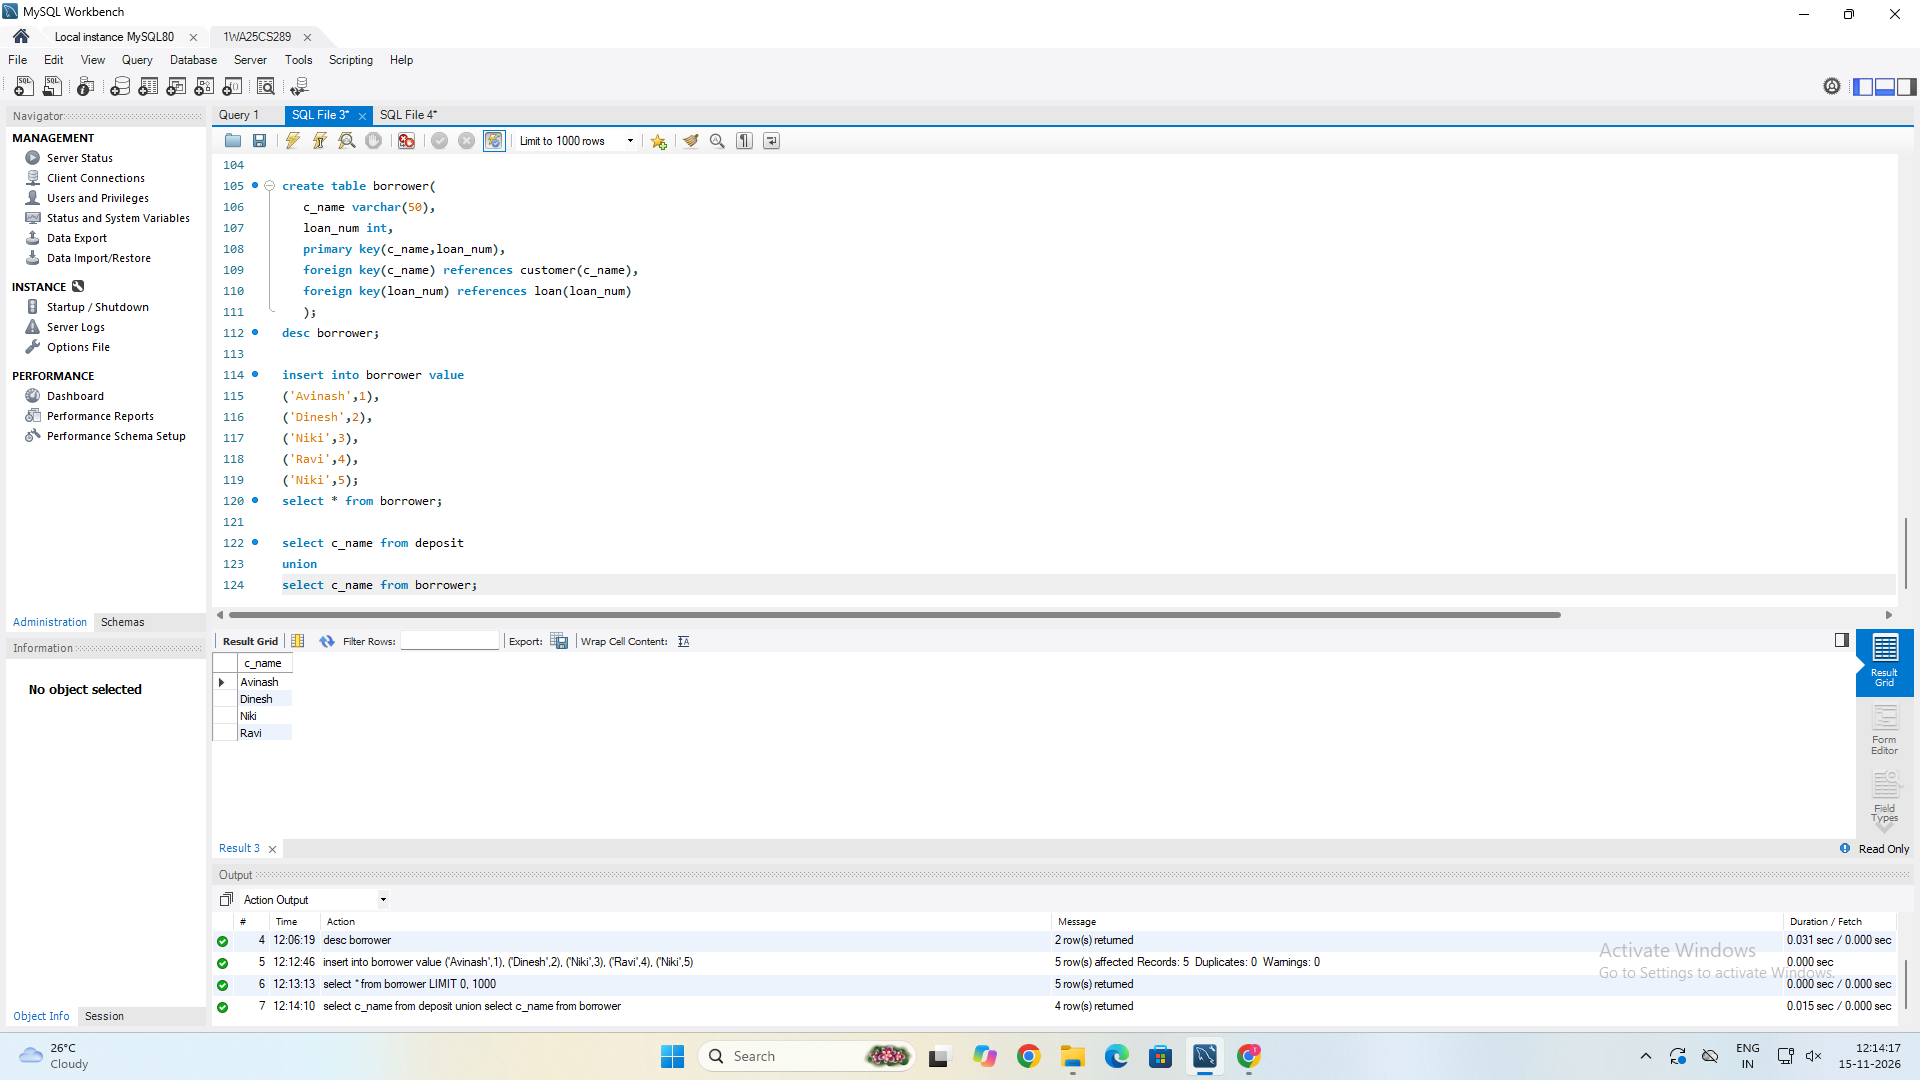 MySQL Workbench
Local instance MySQL80
1WA25CS289
File Edit View Query Database Server Tools Scripting Help
Navigator
MANAGEMENT
Server Status
Client Connections
Users and Privileges
Status and System Variables
Data Export
Data Import/Restore
INSTANCE
Startup / Shutdown
Server Logs
Options File
PERFORMANCE
Dashboard
Performance Reports
Performance Schema Setup
Administration Schemas
Information
No object selected
Object Info Session
Query 1 SQL File 3* SQL File 4*
Limit to 1000 rows
104
105 create table borrower(
106 c_name varchar(50),
107 loan_num int,
108 primary key(c_name,loan_num),
109 foreign key(c_name) references customer(c_name),
110 foreign key(loan_num) references loan(loan_num)
111 );
112 desc borrower;
113
114 insert into borrower value
115 ('Avinash',1),
116 ('Dinesh',2),
117 ('Niki',3),
118 ('Ravi',4),
119 ('Niki',5);
120 select * from borrower;
121
122 select c_name from deposit
123 union
124 select c_name from borrower;
Result Grid Filter Rows: Export: Wrap Cell Content:
c_name
Avinash
Dinesh
Niki
Ravi
Result Grid
Form Editor
Field Types
Result 3
Read Only
Output
Action Output
# Time Action Message Duration / Fetch
4 12:06:19 desc borrower 2 row(s) returned 0.031 sec / 0.000 sec
5 12:12:46 insert into borrower value ('Avinash',1), ('Dinesh',2), ('Niki',3), ('Ravi',4), ('Niki',5) 5 row(s) affected Records: 5 Duplicates: 0 Warnings: 0 0.000 sec
6 12:13:13 select * from borrower LIMIT 0, 1000 5 row(s) returned 0.000 sec / 0.000 sec
7 12:14:10 select c_name from deposit union select c_name from borrower 4 row(s) returned 0.015 sec / 0.000 sec
Activate Windows
Go to Settings to activate Windows.
26°C
Cloudy
Search
ENG
IN
12:14:17
15-11-2026